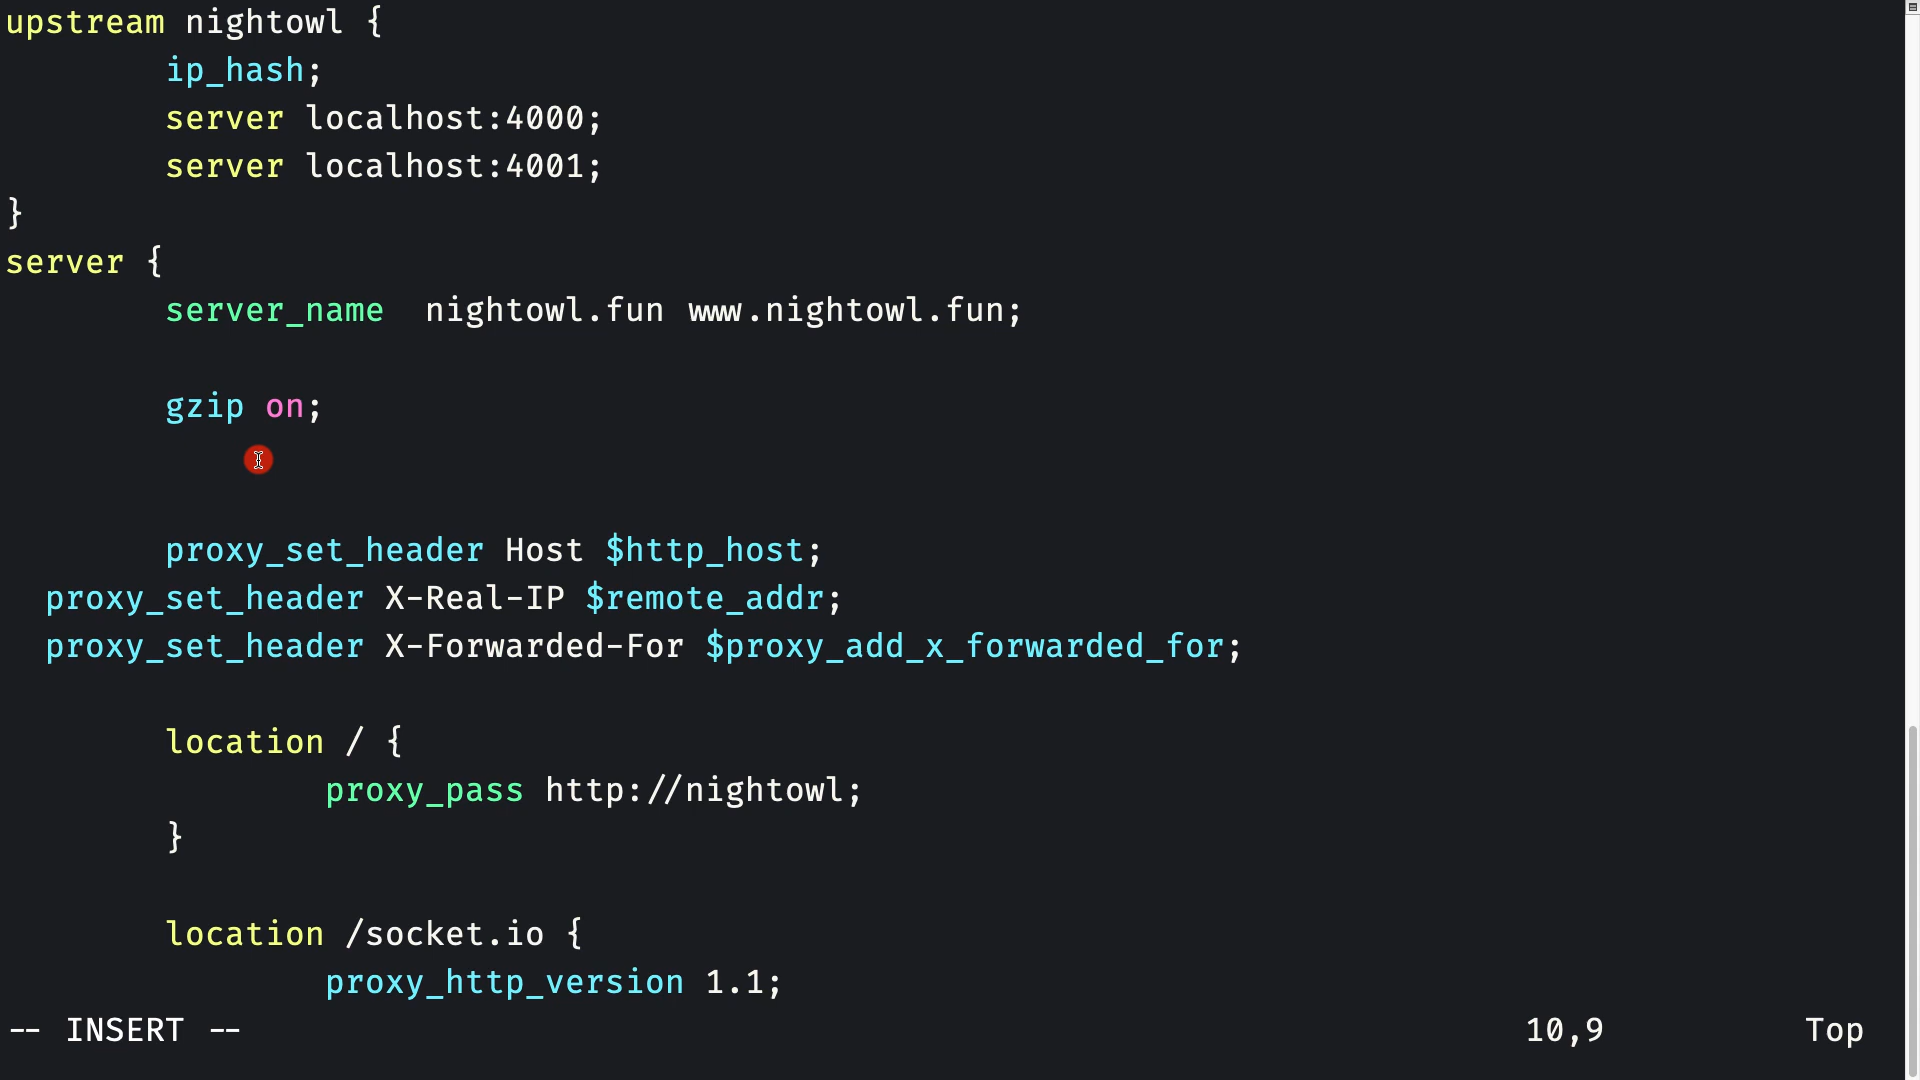 upstream nightowl {
        ip_hash;
        server localhost:4000;
        server localhost:4001;
}
server {
        server_name  nightowl.fun www.nightowl.fun;

        gzip on;

        proxy_set_header Host $http_host;
  proxy_set_header X-Real-IP $remote_addr;
  proxy_set_header X-Forwarded-For $proxy_add_x_forwarded_for;

        location / {
                proxy_pass http://nightowl;
        }

        location /socket.io {
                proxy_http_version 1.1;
-- INSERT -- 10,9 Top